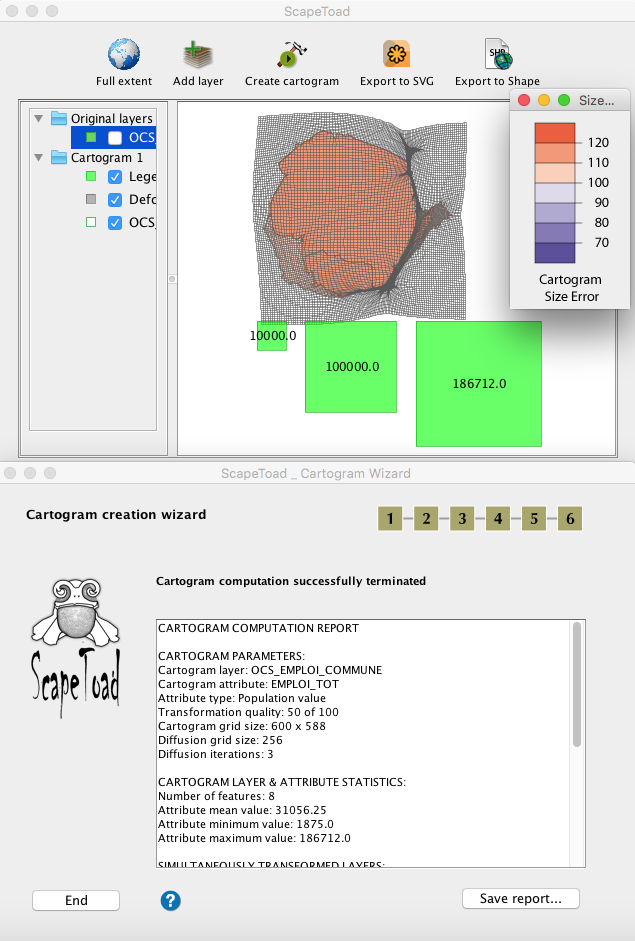 ScapeToad
Full extent
Add layer
Create cartogram
Export to SVG
Export to Shape
SHP
Size...
Original layers
OCS_
Cartogram 1
Lege
Defo
OCS_
120
110
100
90
80
70
Cartogram
Size Error
10000.0
100000.0
186712.0
ScapeToad _ Cartogram Wizard
Cartogram creation wizard
1 2 3 4 5 6
Cartogram computation successfully terminated
ScapeToad
CARTOGRAM COMPUTATION REPORT
CARTOGRAM PARAMETERS:
Cartogram layer: OCS_EMPLOI_COMMUNE
Cartogram attribute: EMPLOI_TOT
Attribute type: Population value
Transformation quality: 50 of 100
Cartogram grid size: 600 x 588
Diffusion grid size: 256
Diffusion iterations: 3
CARTOGRAM LAYER & ATTRIBUTE STATISTICS:
Number of features: 8
Attribute mean value: 31056.25
Attribute minimum value: 1875.0
Attribute maximum value: 186712.0
SIMULTANEOUSLY TRANSFORMED LAYERS:
End
?
Save report...